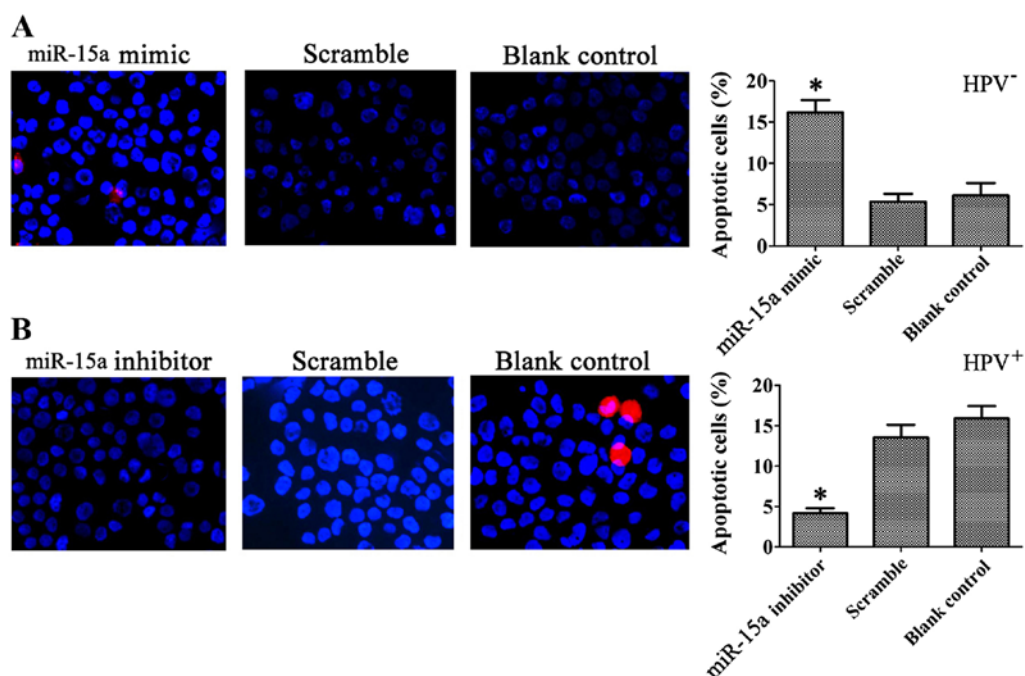 A
miR-15a mimic
Scramble
Blank control
HPV⁻
Apoptotic cells (%)
20
15
10
5
0
*
miR-15a mimic
Scramble
Blank control
B
miR-15a inhibitor
Scramble
Blank control
HPV⁺
Apoptotic cells (%)
20
15
10
5
0
*
miR-15a inhibitor
Scramble
Blank control